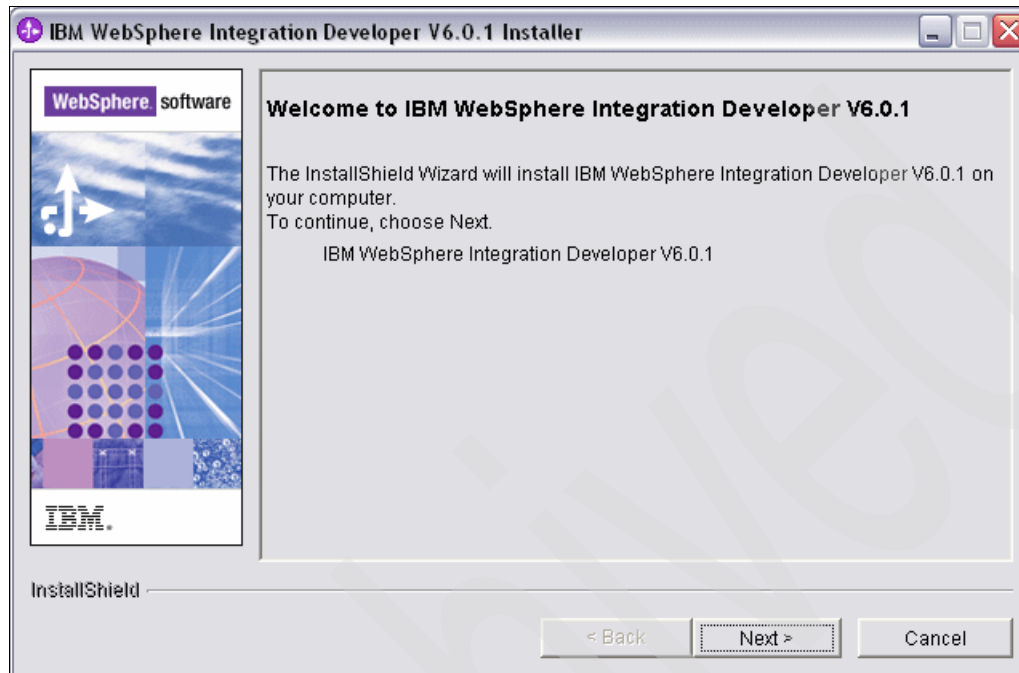 IBM WebSphere Integration Developer V6.0.1 Installer
WebSphere. software
Welcome to IBM WebSphere Integration Developer V6.0.1
The InstallShield Wizard will install IBM WebSphere Integration Developer V6.0.1 on
your computer.
To continue, choose Next.
IBM WebSphere Integration Developer V6.0.1
IBM.
InstallShield
< Back
Next >
Cancel